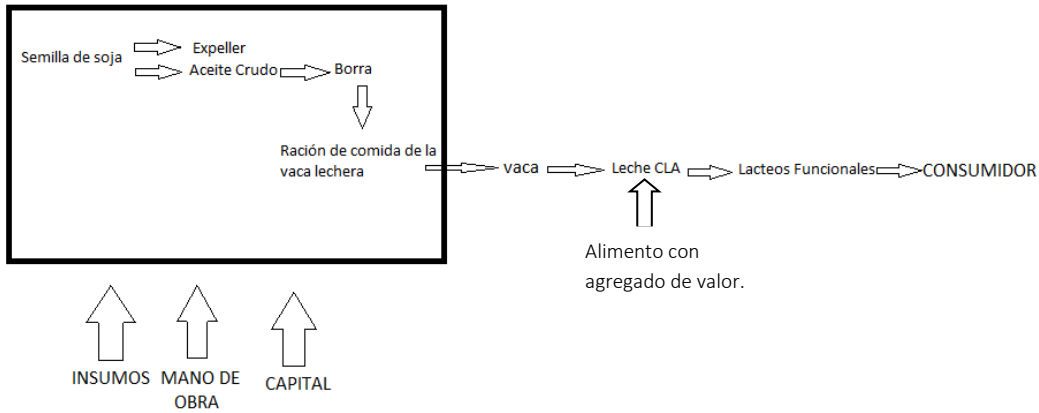 Semilla de soja
Expeller
Aceite Crudo
Borra
Ración de comida de la
vaca lechera
vaca
Leche CLA
Lacteos Funcionales
CONSUMIDOR
Alimento con
agregado de valor.
INSUMOS
MANO DE
OBRA
CAPITAL